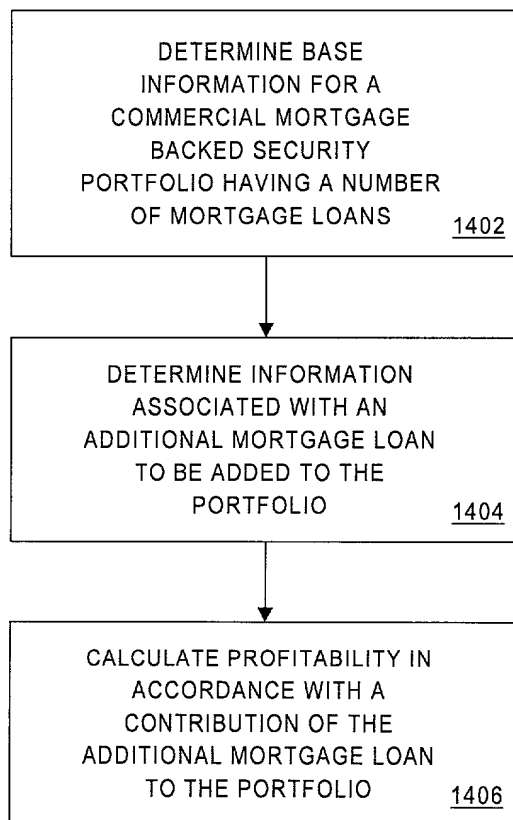 DETERMINE BASE
INFORMATION FOR A
COMMERCIAL MORTGAGE
BACKED SECURITY
PORTFOLIO HAVING A NUMBER
OF MORTGAGE LOANS
1402
DETERMINE INFORMATION
ASSOCIATED WITH AN
ADDITIONAL MORTGAGE LOAN
TO BE ADDED TO THE
PORTFOLIO
1404
CALCULATE PROFITABILITY IN
ACCORDANCE WITH A
CONTRIBUTION OF THE
ADDITIONAL MORTGAGE LOAN
TO THE PORTFOLIO
1406